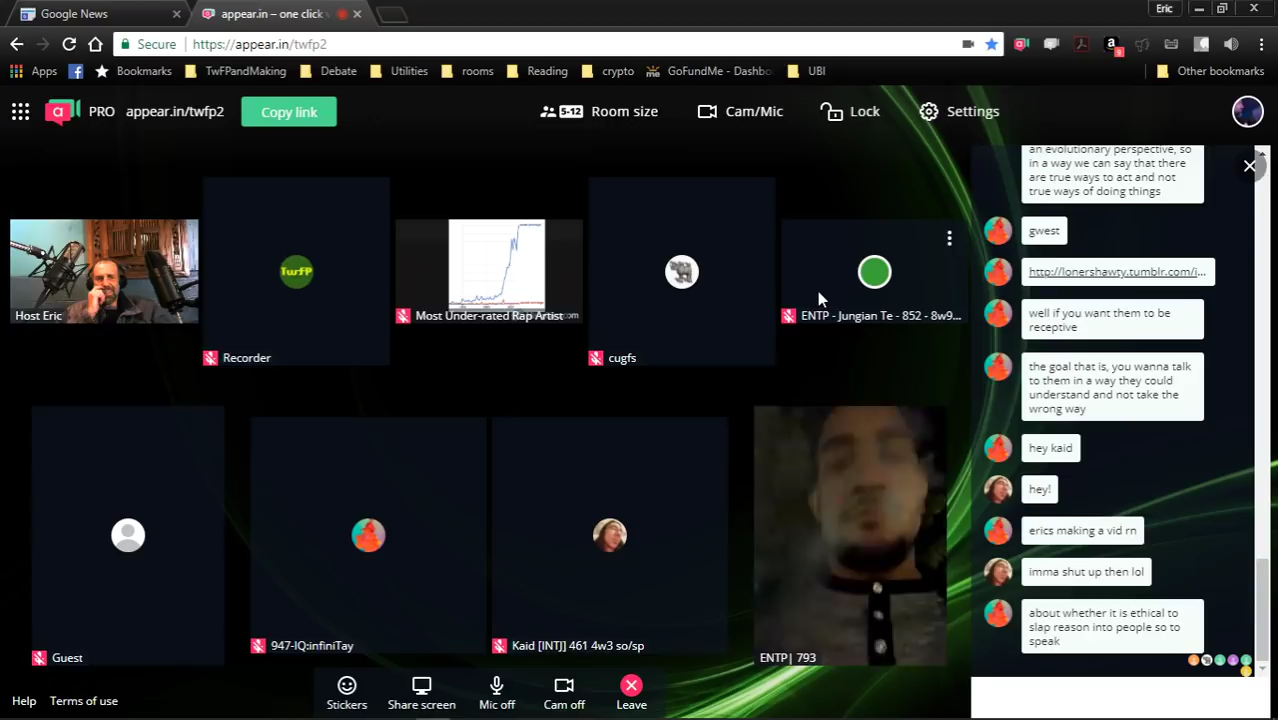 Google News
appear.in – one click v
Eric
Secure
https://appear.in/twfp2
9
Apps
Bookmarks
TwFPandMaking
Debate
Utilities
rooms
Reading
crypto
GoFundMe - Dashbo
UBI
Other bookmarks
PRO
appear.in/twfp2
Copy link
5-12
Room size
Cam/Mic
Lock
Settings
Host Eric
TwfP
Recorder
Most Under-rated Rap Artist
cugfs
ENTP - Jungian Te - 852 - 8w9...
Guest
947-IQ:infiniTay
Kaid [INTJ] 461 4w3 so/sp
ENTP| 793
an evolutionary perspective, so
in a way we can say that there
are true ways to act and not
true ways of doing things
gwest
http://lonershawty.tumblr.com/i...
well if you want them to be
receptive
the goal that is, you wanna talk
to them in a way they could
understand and not take the
wrong way
hey kaid
hey!
erics making a vid rn
imma shut up then lol
about whether it is ethical to
slap reason into people so to
speak
Help
Terms of use
Stickers
Share screen
Mic off
Cam off
Leave